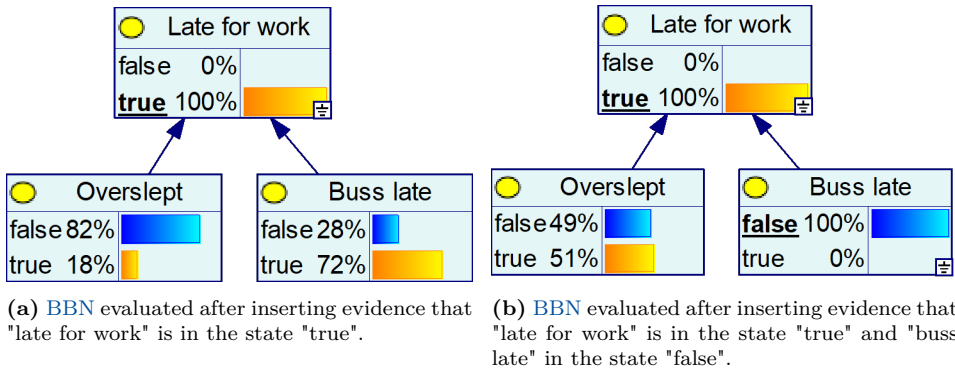 Late for work
false 0%
true 100%
Overslept
false 82%
true 18%
Buss late
false 28%
true 72%
(a) BBN evaluated after inserting evidence that
"late for work" is in the state "true".
Late for work
false 0%
true 100%
Overslept
false 49%
true 51%
Buss late
false 100%
true 0%
(b) BBN evaluated after inserting evidence that
"late for work" is in the state "true" and "buss
late" in the state "false".